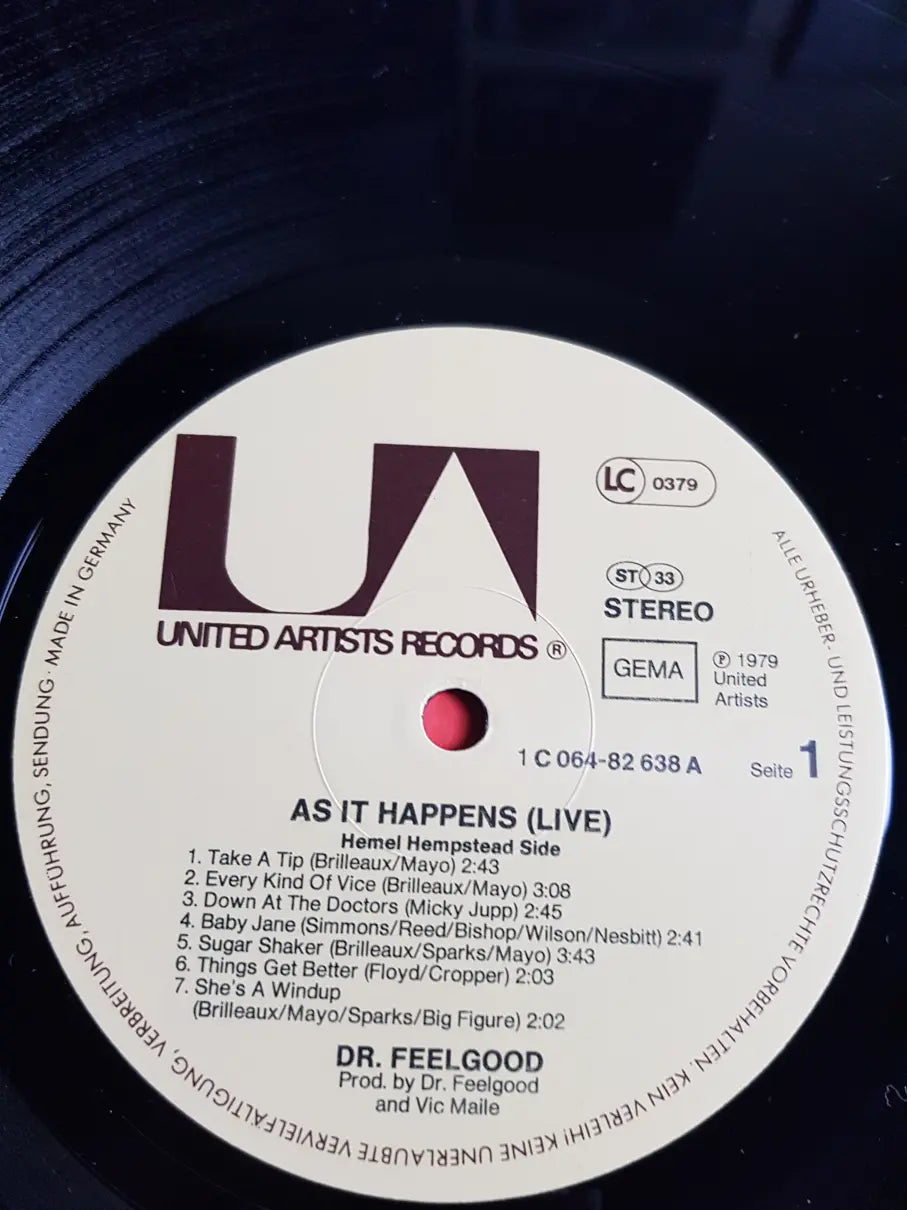 UA
UNITED ARTISTS RECORDS ®
LC 0379
ST 33
STEREO
GEMA
℗ 1979
United
Artists
1 C 064-82 638 A
Seite 1
AS IT HAPPENS (LIVE)
Hemel Hempstead Side
1. Take A Tip (Brilleaux/Mayo) 2:43
2. Every Kind Of Vice (Brilleaux/Mayo) 3:08
3. Down At The Doctors (Micky Jupp) 2:45
4. Baby Jane (Simmons/Reed/Bishop/Wilson/Nesbitt) 2:41
5. Sugar Shaker (Brilleaux/Sparks/Mayo) 3:43
6. Things Get Better (Floyd/Cropper) 2:03
7. She's A Windup
(Brilleaux/Mayo/Sparks/Big Figure) 2:02
DR. FEELGOOD
Prod. by Dr. Feelgood
and Vic Maile
ALLE URHEBER- UND LEISTUNGSSCHUTZRECHTE VORBEHALTEN. KEIN VERLEIH! KEINE UNERLAUBTE VERVIELFÄLTIGUNG, VERBREITUNG, AUFFÜHRUNG, SENDUNG · MADE IN GERMANY